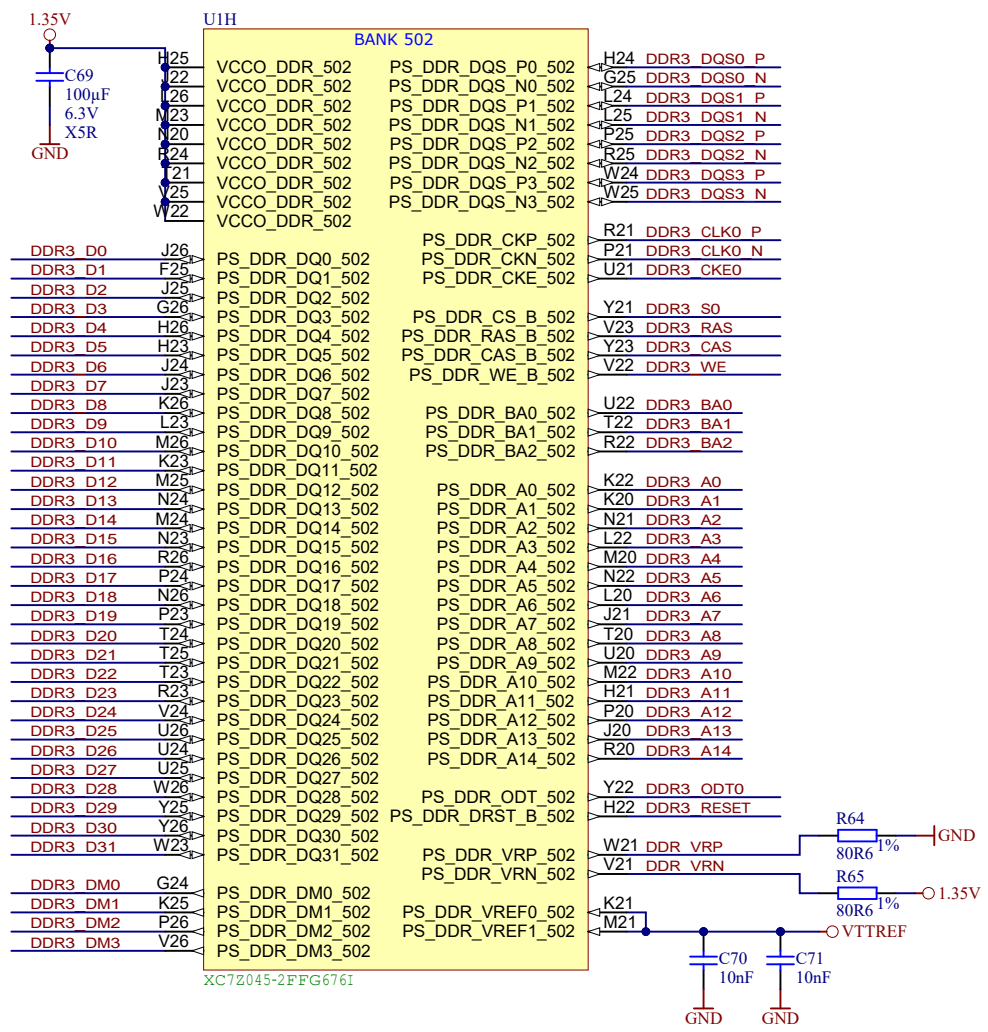 1.35V
U1H
BANK 502
C69
100µF
6.3V
X5R
GND
H25 VCCO_DDR_502
J22 VCCO_DDR_502
L26 VCCO_DDR_502
M23 VCCO_DDR_502
N20 VCCO_DDR_502
R24 VCCO_DDR_502
T21 VCCO_DDR_502
V25 VCCO_DDR_502
W22 VCCO_DDR_502
DDR3_D0 J26 PS_DDR_DQ0_502
DDR3_D1 F25 PS_DDR_DQ1_502
DDR3_D2 J25 PS_DDR_DQ2_502
DDR3_D3 G26 PS_DDR_DQ3_502
DDR3_D4 H26 PS_DDR_DQ4_502
DDR3_D5 H23 PS_DDR_DQ5_502
DDR3_D6 J24 PS_DDR_DQ6_502
DDR3_D7 J23 PS_DDR_DQ7_502
DDR3_D8 K26 PS_DDR_DQ8_502
DDR3_D9 L23 PS_DDR_DQ9_502
DDR3_D10 M26 PS_DDR_DQ10_502
DDR3_D11 K23 PS_DDR_DQ11_502
DDR3_D12 M25 PS_DDR_DQ12_502
DDR3_D13 N24 PS_DDR_DQ13_502
DDR3_D14 M24 PS_DDR_DQ14_502
DDR3_D15 N23 PS_DDR_DQ15_502
DDR3_D16 R26 PS_DDR_DQ16_502
DDR3_D17 P24 PS_DDR_DQ17_502
DDR3_D18 N26 PS_DDR_DQ18_502
DDR3_D19 P23 PS_DDR_DQ19_502
DDR3_D20 T24 PS_DDR_DQ20_502
DDR3_D21 T25 PS_DDR_DQ21_502
DDR3_D22 T23 PS_DDR_DQ22_502
DDR3_D23 R23 PS_DDR_DQ23_502
DDR3_D24 V24 PS_DDR_DQ24_502
DDR3_D25 U26 PS_DDR_DQ25_502
DDR3_D26 U24 PS_DDR_DQ26_502
DDR3_D27 U25 PS_DDR_DQ27_502
DDR3_D28 W26 PS_DDR_DQ28_502
DDR3_D29 Y25 PS_DDR_DQ29_502
DDR3_D30 Y26 PS_DDR_DQ30_502
DDR3_D31 W23 PS_DDR_DQ31_502
DDR3_DM0 G24 PS_DDR_DM0_502
DDR3_DM1 K25 PS_DDR_DM1_502
DDR3_DM2 P26 PS_DDR_DM2_502
DDR3_DM3 V26 PS_DDR_DM3_502
PS_DDR_DQS_P0_502 H24 DDR3_DQS0_P
PS_DDR_DQS_N0_502 G25 DDR3_DQS0_N
PS_DDR_DQS_P1_502 L24 DDR3_DQS1_P
PS_DDR_DQS_N1_502 L25 DDR3_DQS1_N
PS_DDR_DQS_P2_502 P25 DDR3_DQS2_P
PS_DDR_DQS_N2_502 R25 DDR3_DQS2_N
PS_DDR_DQS_P3_502 W24 DDR3_DQS3_P
PS_DDR_DQS_N3_502 W25 DDR3_DQS3_N
PS_DDR_CKP_502 R21 DDR3_CLK0_P
PS_DDR_CKN_502 P21 DDR3_CLK0_N
PS_DDR_CKE_502 U21 DDR3_CKE0
PS_DDR_CS_B_502 Y21 DDR3_S0
PS_DDR_RAS_B_502 V23 DDR3_RAS
PS_DDR_CAS_B_502 Y23 DDR3_CAS
PS_DDR_WE_B_502 V22 DDR3_WE
PS_DDR_BA0_502 U22 DDR3_BA0
PS_DDR_BA1_502 T22 DDR3_BA1
PS_DDR_BA2_502 R22 DDR3_BA2
PS_DDR_A0_502 K22 DDR3_A0
PS_DDR_A1_502 K20 DDR3_A1
PS_DDR_A2_502 N21 DDR3_A2
PS_DDR_A3_502 L22 DDR3_A3
PS_DDR_A4_502 M20 DDR3_A4
PS_DDR_A5_502 N22 DDR3_A5
PS_DDR_A6_502 L20 DDR3_A6
PS_DDR_A7_502 J21 DDR3_A7
PS_DDR_A8_502 T20 DDR3_A8
PS_DDR_A9_502 U20 DDR3_A9
PS_DDR_A10_502 M22 DDR3_A10
PS_DDR_A11_502 H21 DDR3_A11
PS_DDR_A12_502 P20 DDR3_A12
PS_DDR_A13_502 J20 DDR3_A13
PS_DDR_A14_502 R20 DDR3_A14
PS_DDR_ODT_502 Y22 DDR3_ODT0
PS_DDR_DRST_B_502 H22 DDR3_RESET
PS_DDR_VRP_502 W21 DDR_VRP
PS_DDR_VRN_502 V21 DDR_VRN
PS_DDR_VREF0_502 K21
PS_DDR_VREF1_502 M21
R64
80R6 1%
GND
R65
80R6 1%
1.35V
VTTREF
C70
10nF
C71
10nF
GND
GND
XC7Z045-2FFG676I